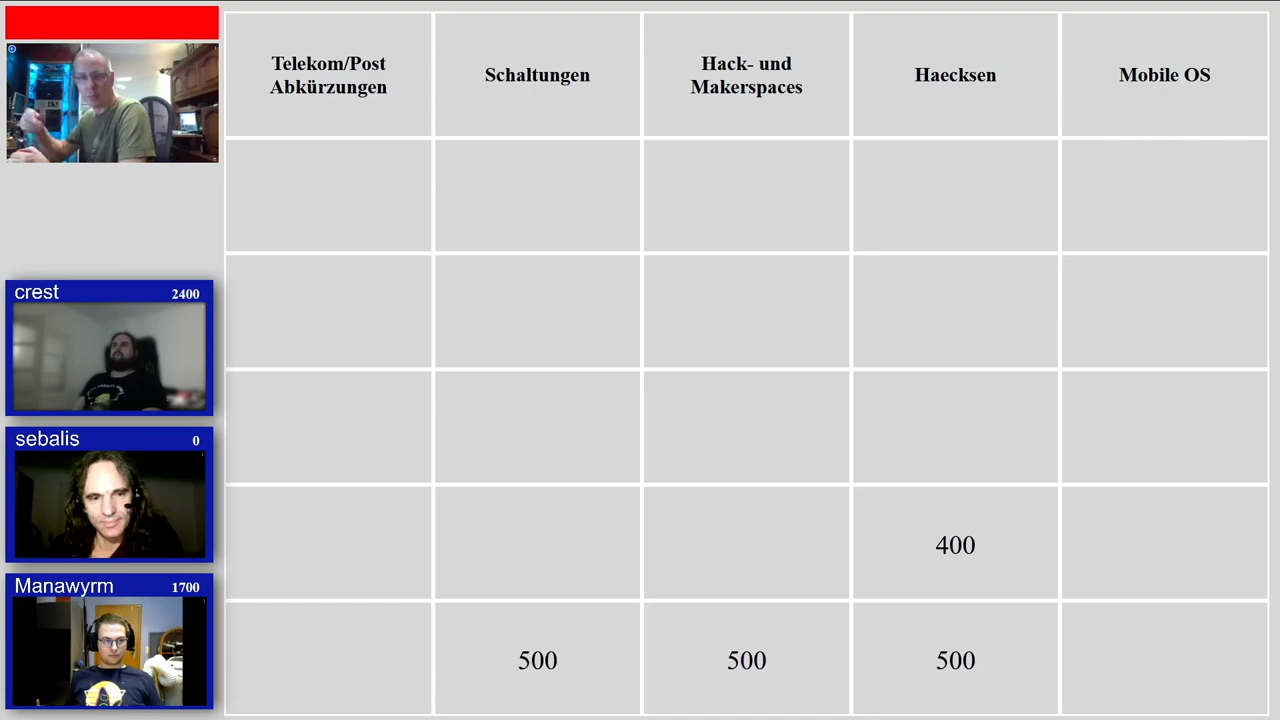 Telekom/Post
Abkürzungen
Schaltungen
Hack- und
Makerspaces
Haecksen
Mobile OS
crest
2400
sebalis
0
400
Manawyrm
1700
500
500
500